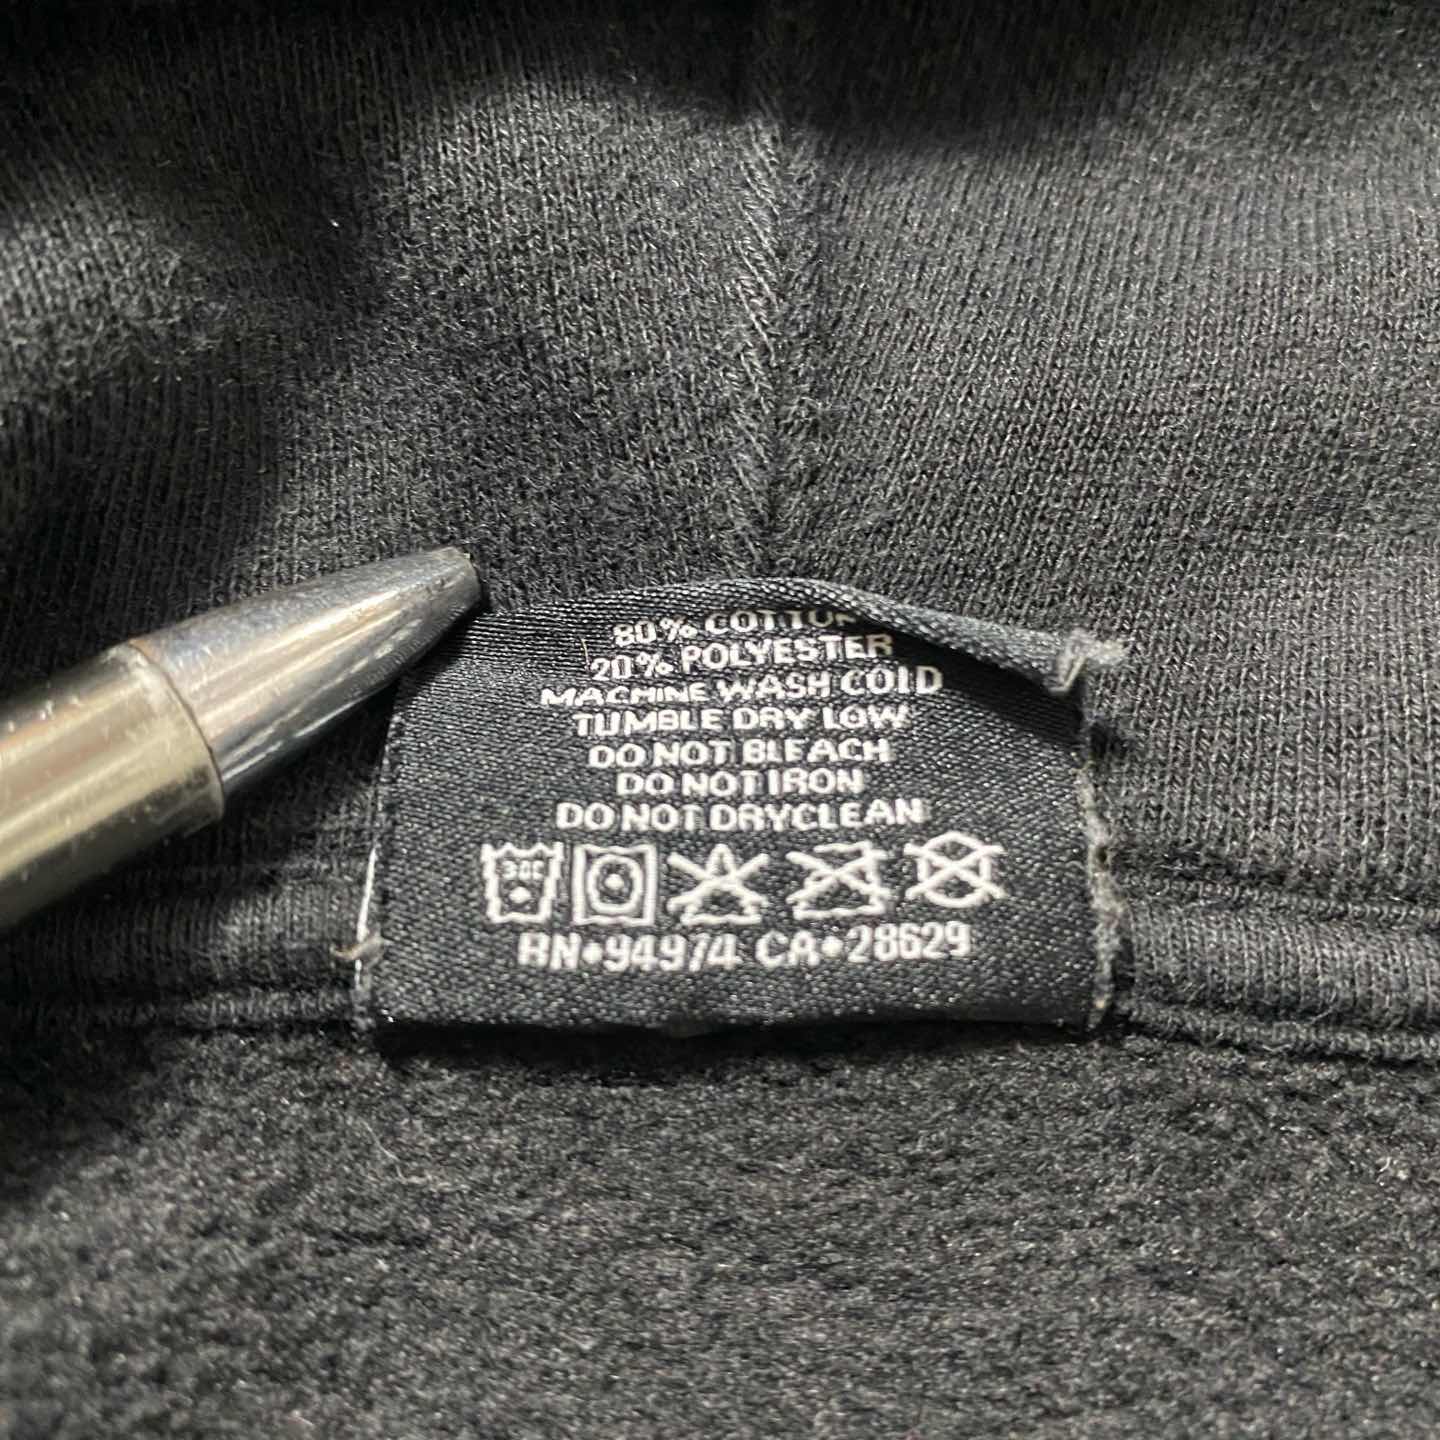 80% COTTON
20% POLYESTER
MACHINE WASH COLD
TUMBLE DRY LOW
DO NOT BLEACH
DO NOT IRON
DO NOT DRYCLEAN
30C
RN•94974 CA•28629